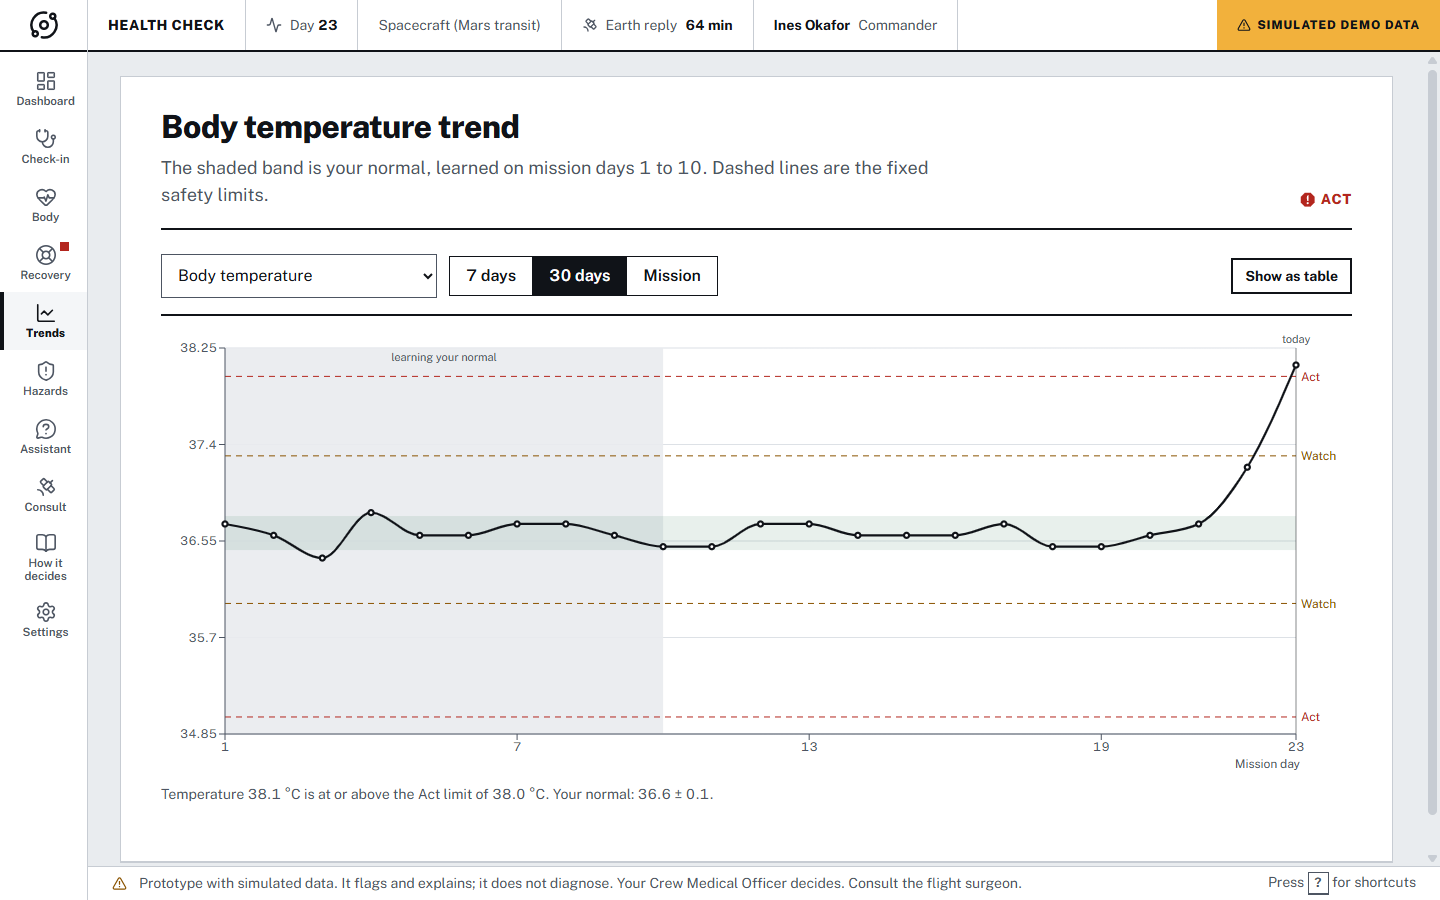 HEALTH CHECK
Day 23
Spacecraft (Mars transit)
Earth reply 64 min
Ines Okafor Commander
SIMULATED DEMO DATA
Dashboard
Check-in
Body
Recovery
Trends
Hazards
Assistant
Consult
How it
decides
Settings
Body temperature trend
The shaded band is your normal, learned on mission days 1 to 10. Dashed lines are the fixed
safety limits.
ACT
Body temperature
7 days
30 days
Mission
Show as table
today
38.25
learning your normal
Act
37.4
Watch
36.55
Watch
35.7
Act
34.85
1 7 13 19 23
Mission day
Temperature 38.1 °C is at or above the Act limit of 38.0 °C. Your normal: 36.6 ± 0.1.
Prototype with simulated data. It flags and explains; it does not diagnose. Your Crew Medical Officer decides. Consult the flight surgeon.
Press ? for shortcuts